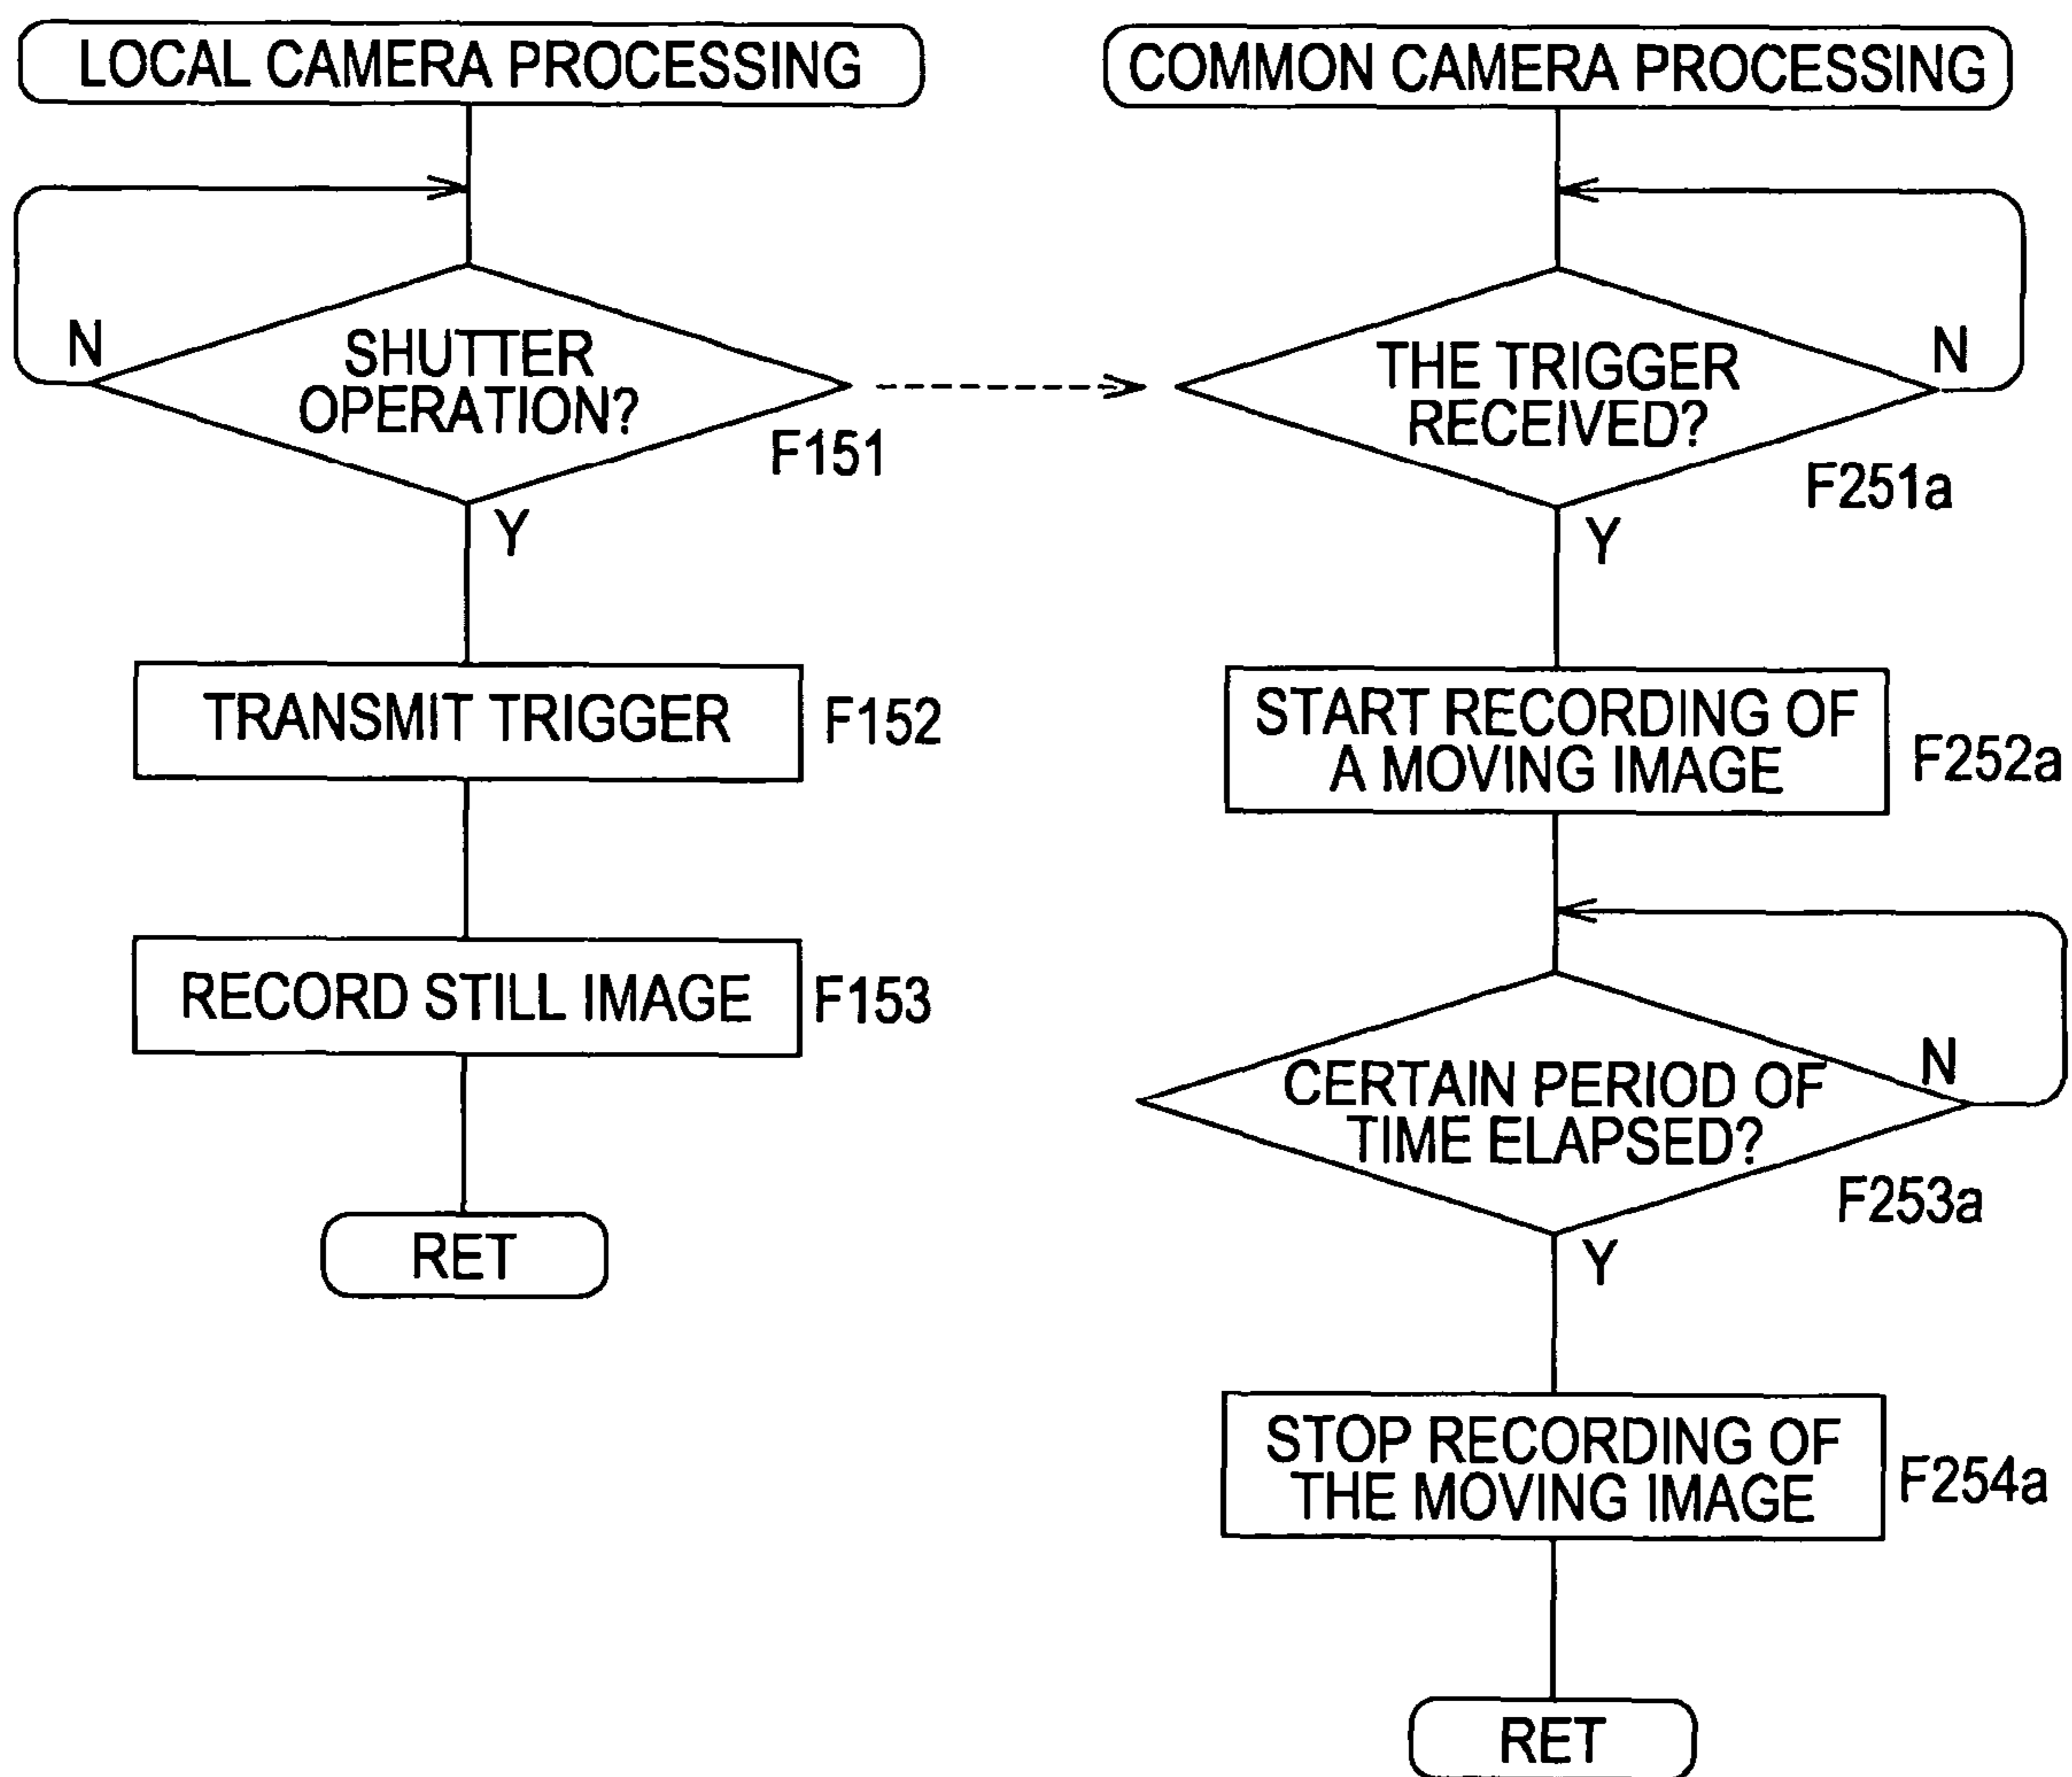 LOCAL CAMERA PROCESSING
N
SHUTTER
OPERATION?
F151
Y
TRANSMIT TRIGGER
F152
RECORD STILL IMAGE
F153
RET
COMMON CAMERA PROCESSING
THE TRIGGER
RECEIVED?
N
F251a
Y
START RECORDING OF
A MOVING IMAGE
F252a
CERTAIN PERIOD OF
TIME ELAPSED?
N
F253a
Y
STOP RECORDING OF
THE MOVING IMAGE
F254a
RET